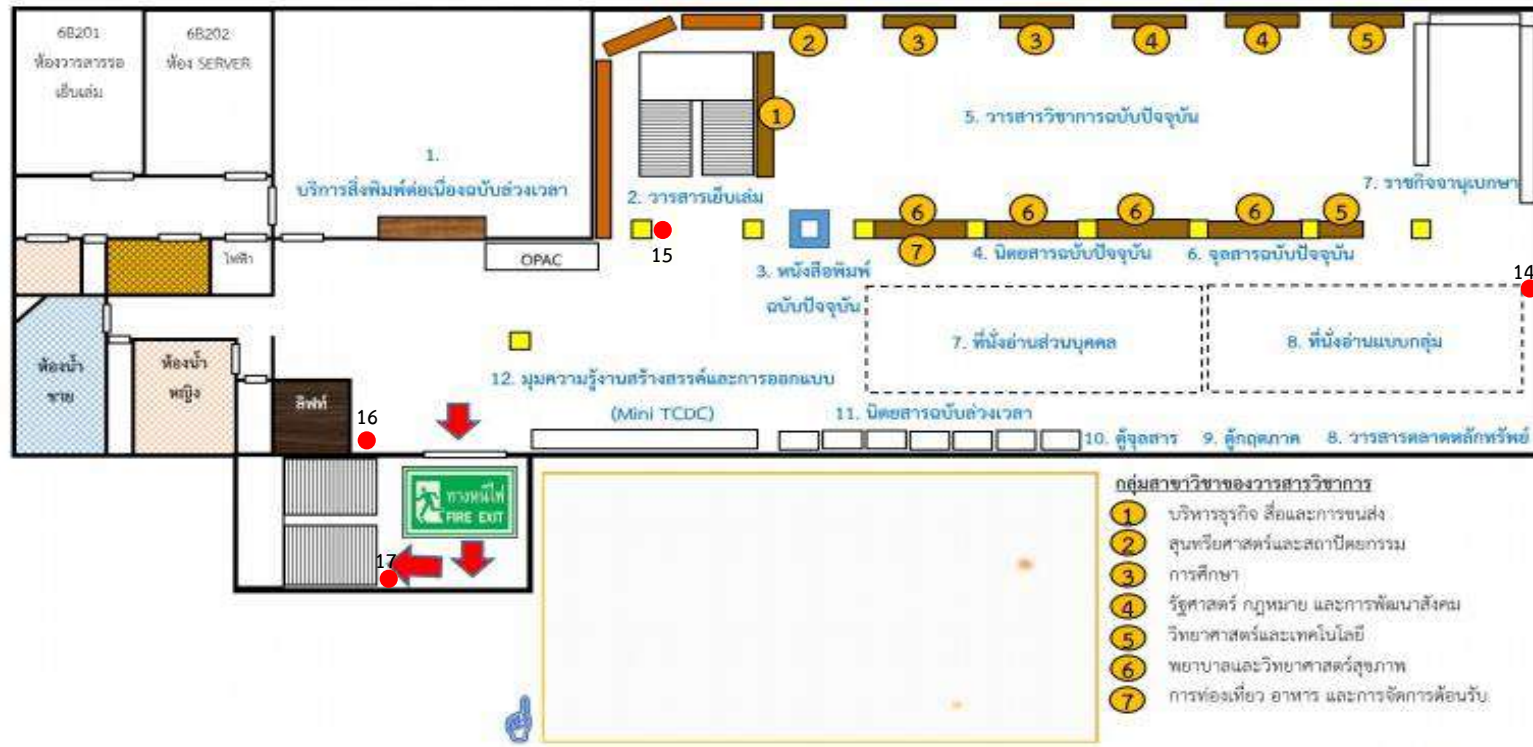 6B201
ห้องวารสารรอ
เย็บเล่ม
6B202
ห้อง SERVER
1.
บริการสิ่งพิมพ์ต่อเนื่องฉบับล่วงเวลา
2
3
3
4
4
5
1
5. วารสารวิชาการฉบับปัจจุบัน
2. วารสารเย็บเล่ม
7. ราชกิจจานุเบกษา
6
6
6
6
5
15
7
ไฟฟ้า
OPAC
3. หนังสือพิมพ์
ฉบับปัจจุบัน
4. นิตยสารฉบับปัจจุบัน
6. จุลสารฉบับปัจจุบัน
14
7. ที่นั่งอ่านส่วนบุคคล
8. ที่นั่งอ่านแบบกลุ่ม
ห้องน้ำ
ชาย
ห้องน้ำ
หญิง
ลิฟท์
16
12. มุมความรู้งานสร้างสรรค์และการออกแบบ
(Mini TCDC)
11. นิตยสารฉบับล่วงเวลา
10. ตู้จุลสาร
9. ตู้กฤตภาค
8. วารสารตลาดหลักทรัพย์
ทางหนีไฟ
FIRE EXIT
17
กลุ่มสาขาวิชาของวารสารวิชาการ
1 บริหารธุรกิจ สื่อและการขนส่ง
2 สุนทรียศาสตร์และสถาปัตยกรรม
3 การศึกษา
4 รัฐศาสตร์ กฎหมาย และการพัฒนาสังคม
5 วิทยาศาสตร์และเทคโนโลยี
6 พยาบาลและวิทยาศาสตร์สุขภาพ
7 การท่องเที่ยว อาหาร และการจัดการต้อนรับ